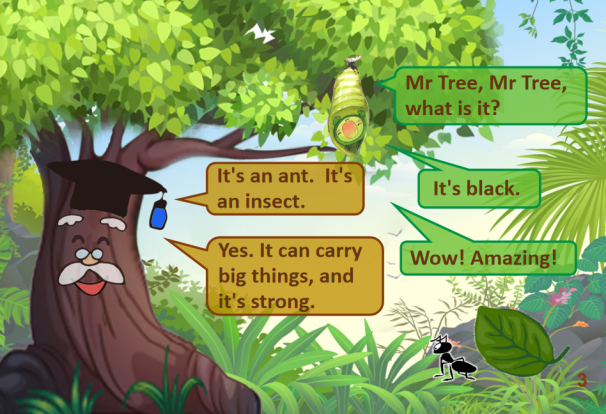 Mr Tree, Mr Tree,
what is it?
It's an ant.  It's
an insect.
It's black.
Yes. It can carry
big things, and
it's strong.
Wow! Amazing!
3